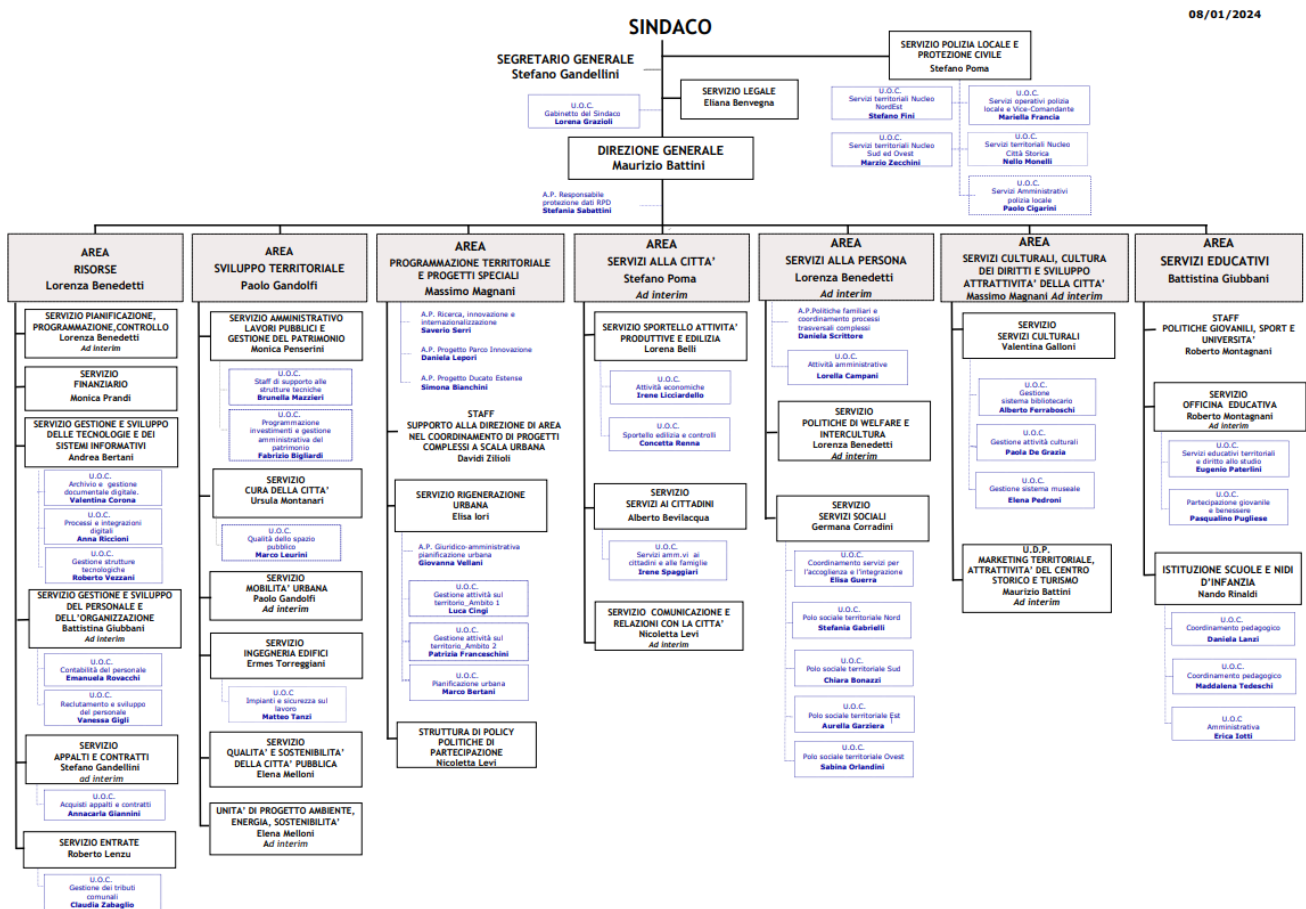 08/01/2024
SINDACO
SEGRETARIO GENERALE
Stefano Gandellini
SERVIZIO POLIZIA LOCALE E
PROTEZIONE CIVILE
Stefano Poma
SERVIZIO LEGALE
Eliana Benvegna
U.O.C.
Gabinetto del Sindaco
Lorena Grazioli
U.O.C.
Servizi territoriali Nucleo
NordEst
Stefano Fini
U.O.C.
Servizi operativi polizia
locale e Vice-Comandante
Mariella Francia
U.O.C.
Servizi territoriali Nucleo
Sud ed Ovest
Marzio Zecchini
U.O.C.
Servizi territoriali Nucleo
Città Storica
Nello Monelli
U.O.C.
Servizi Amministrativi
polizia locale
Paolo Cigarini
DIREZIONE GENERALE
Maurizio Battini
A.P. Responsabile
protezione dati RPD
Stefania Sabattini
AREA
RISORSE
Lorenza Benedetti
SERVIZIO PIANIFICAZIONE,
PROGRAMMAZIONE,CONTROLLO
Lorenza Benedetti
Ad interim
SERVIZIO
FINANZIARIO
Monica Prandi
SERVIZIO GESTIONE E SVILUPPO
DELLE TECNOLOGIE E DEI
SISTEMI INFORMATIVI
Andrea Bertani
U.O.C.
Archivio e gestione
documentale digitale.
Valentina Corona
U.O.C.
Processi e integrazioni
digitali
Anna Riccioni
U.O.C.
Gestione strutture
tecnologiche
Roberto Vezzani
SERVIZIO GESTIONE E SVILUPPO
DEL PERSONALE E
DELL'ORGANIZZAZIONE
Battistina Giubbani
Ad interim
U.O.C.
Contabilità del personale
Emanuela Rovacchi
U.O.C.
Reclutamento e sviluppo
del personale
Vanessa Gigli
SERVIZIO
APPALTI E CONTRATTI
Stefano Gandellini
ad interim
U.O.C.
Acquisti appalti e contratti
Annacarla Giannini
SERVIZIO ENTRATE
Roberto Lenzu
U.O.C.
Gestione dei tributi
comunali
Claudia Zabaglio
AREA
SVILUPPO TERRITORIALE
Paolo Gandolfi
SERVIZIO AMMINISTRATIVO
LAVORI PUBBLICI E
GESTIONE DEL PATRIMONIO
Monica Penserini
U.O.C.
Staff di supporto alle
strutture tecniche
Brunella Mazzieri
U.O.C.
Programmazione
investimenti e gestione
amministrativa del
patrimonio
Fabrizio Bigliardi
SERVIZIO
CURA DELLA CITTA'
Ursula Montanari
U.O.C.
Qualità dello spazio
pubblico
Marco Leurini
SERVIZIO
MOBILITA' URBANA
Paolo Gandolfi
Ad interim
SERVIZIO
INGEGNERIA EDIFICI
Ermes Torreggiani
U.O.C
Impianti e sicurezza sul
lavoro
Matteo Tanzi
SERVIZIO
QUALITA' E SOSTENIBILITA'
DELLA CITTA' PUBBLICA
Elena Melloni
UNITA' DI PROGETTO AMBIENTE,
ENERGIA, SOSTENIBILITA'
Elena Melloni
Ad interim
AREA
PROGRAMMAZIONE TERRITORIALE
E PROGETTI SPECIALI
Massimo Magnani
A.P. Ricerca, innovazione e
internazionalizzazione
Saverio Serri
A.P. Progetto Parco Innovazione
Daniela Lepori
A.P. Progetto Ducato Estense
Simona Bianchini
STAFF
SUPPORTO ALLA DIREZIONE DI AREA
NEL COORDINAMENTO DI PROGETTI
COMPLESSI A SCALA URBANA
Davidi Zilioli
SERVIZIO RIGENERAZIONE
URBANA
Elisa Iori
A.P. Giuridico-amministrativa
pianificazione urbana
Giovanna Vellani
U.O.C.
Gestione attività sul
territorio_Ambito 1
Luca Cingi
U.O.C.
Gestione attività sul
territorio_Ambito 2
Patrizia Franceschini
U.O.C.
Pianificazione urbana
Marco Bertani
STRUTTURA DI POLICY
POLITICHE DI
PARTECIPAZIONE
Nicoletta Levi
AREA
SERVIZI ALLA CITTA'
Stefano Poma
Ad interim
SERVIZIO SPORTELLO ATTIVITA'
PRODUTTIVE E EDILIZIA
Lorena Belli
U.O.C.
Attività economiche
Irene Licciardello
U.O.C.
Sportello edilizia e controlli
Concetta Renna
SERVIZIO
SERVIZI AI CITTADINI
Alberto Bevilacqua
U.O.C.
Servizi amm.vi ai
cittadini e alle famiglie
Irene Spaggiari
SERVIZIO COMUNICAZIONE E
RELAZIONI CON LA CITTA'
Nicoletta Levi
Ad interim
AREA
SERVIZI ALLA PERSONA
Lorenza Benedetti
Ad interim
A.P.Politiche familiari e
coordinamento processi
trasversali complessi
Daniela Scrittore
U.O.C.
Attività amministrative
Lorella Campani
SERVIZIO
POLITICHE DI WELFARE E
INTERCULTURA
Lorenza Benedetti
Ad interim
SERVIZIO
SERVIZI SOCIALI
Germana Corradini
U.O.C.
Coordinamento servizi per
l'accoglienza e l'integrazione
Elisa Guerra
U.O.C.
Polo sociale territoriale Nord
Stefania Gabrielli
U.O.C.
Polo sociale territoriale Sud
Chiara Bonazzi
U.O.C.
Polo sociale territoriale Est
Aurella Garziera
U.O.C.
Polo sociale territoriale Ovest
Sabina Orlandini
AREA
SERVIZI CULTURALI, CULTURA
DEI DIRITTI E SVILUPPO
ATTRATTIVITA' DELLA CITTA'
Massimo Magnani Ad interim
SERVIZIO
SERVIZI CULTURALI
Valentina Galloni
U.O.C.
Gestione
sistema bibliotecario
Alberto Ferraboschi
U.O.C.
Gestione attività culturali
Paola De Grazia
U.O.C.
Gestione sistema museale
Elena Pedroni
U.D.P.
MARKETING TERRITORIALE,
ATTRATTIVITA' DEL CENTRO
STORICO E TURISMO
Maurizio Battini
Ad interim
AREA
SERVIZI EDUCATIVI
Battistina Giubbani
STAFF
POLITICHE GIOVANILI, SPORT E
UNIVERSITA'
Roberto Montagnani
SERVIZIO
OFFICINA EDUCATIVA
Roberto Montagnani
Ad interim
U.O.C.
Servizi educativi territoriali
e diritto allo studio
Eugenio Paterlini
U.O.C.
Partecipazione giovanile
e benessere
Pasqualino Pugliese
ISTITUZIONE SCUOLE E NIDI
D'INFANZIA
Nando Rinaldi
U.O.C.
Coordinamento pedagogico
Daniela Lanzi
U.O.C.
Coordinamento pedagogico
Maddalena Tedeschi
U.O.C
Amministrativa
Erica Iotti